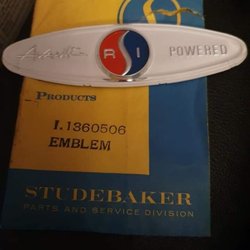 Avanti
R S I
POWERED
PRODUCTS
I.1360506
EMBLEM
STUDEBAKER
PARTS AND SERVICE DIVISION